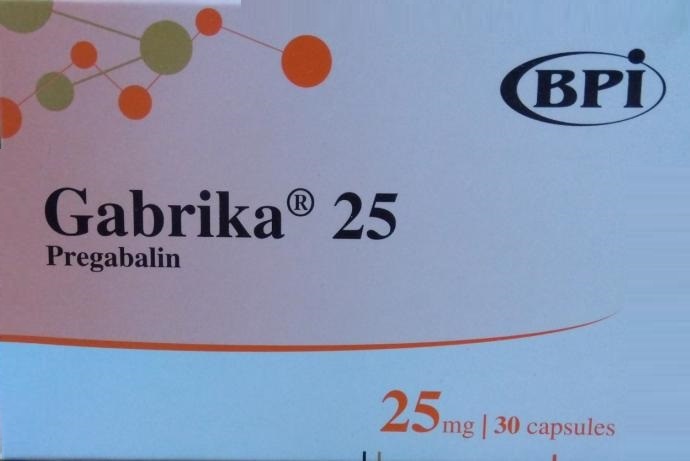 BPI
Gabrika® 25
Pregabalin
25mg | 30 capsules